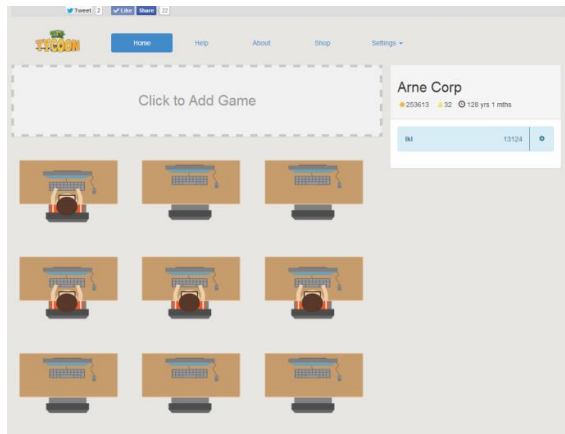 Tweet 2 Like Share 22
TYCOON
Home Help About Shop Settings
Click to Add Game
Arne Corp
253613 32 128 yrs 1 mths
lkl 13124